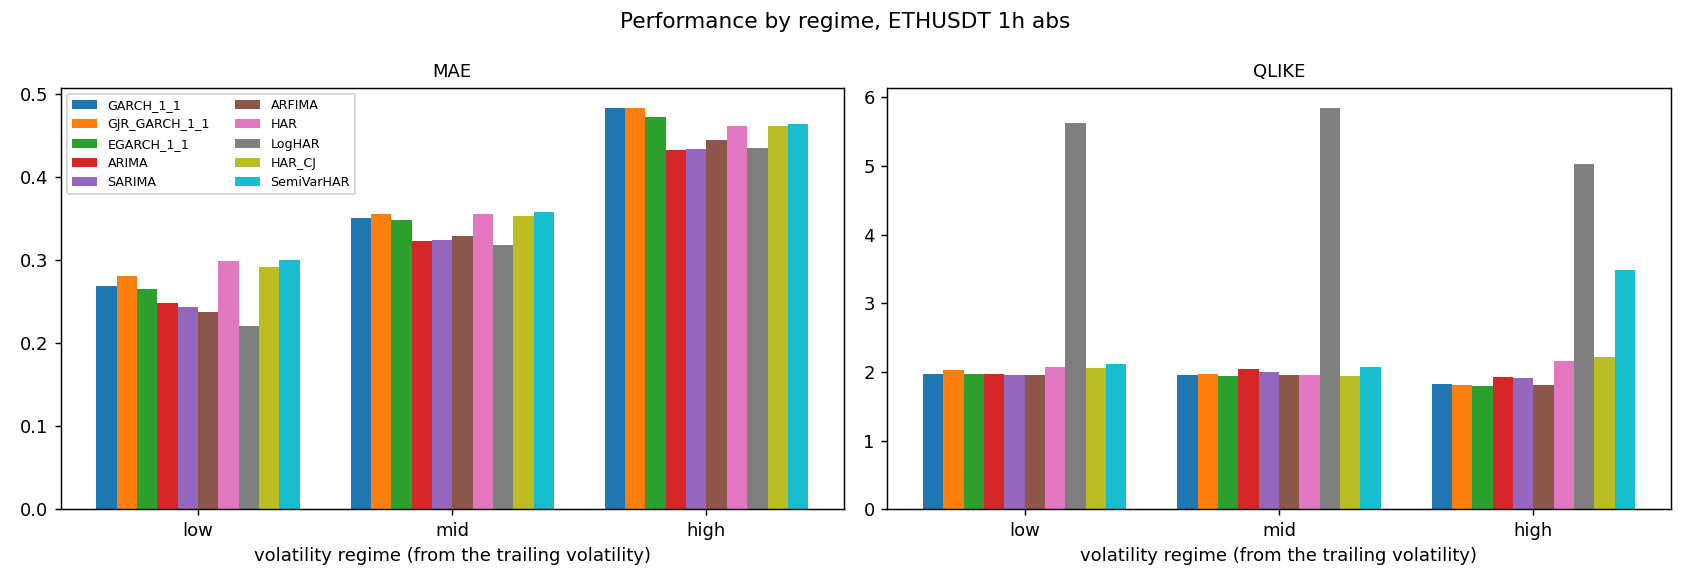 Performance by regime, ETHUSDT 1h abs
MAE
0.5
0.4
0.3
0.2
0.1
0.0
GARCH_1_1
GJR_GARCH_1_1
EGARCH_1_1
ARIMA
SARIMA
ARFIMA
HAR
LogHAR
HAR_CJ
SemiVarHAR
low
mid
high
volatility regime (from the trailing volatility)
QLIKE
6
5
4
3
2
1
0
low
mid
high
volatility regime (from the trailing volatility)